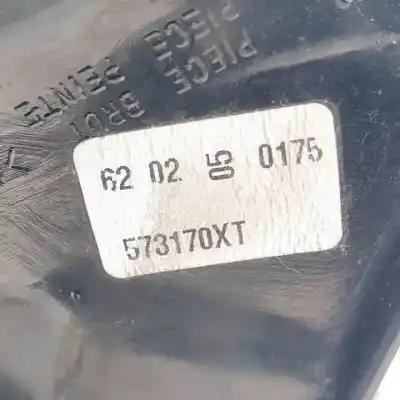 PIECE BRUT
PIECE PEINTE
62 02 05 0175
573170XT